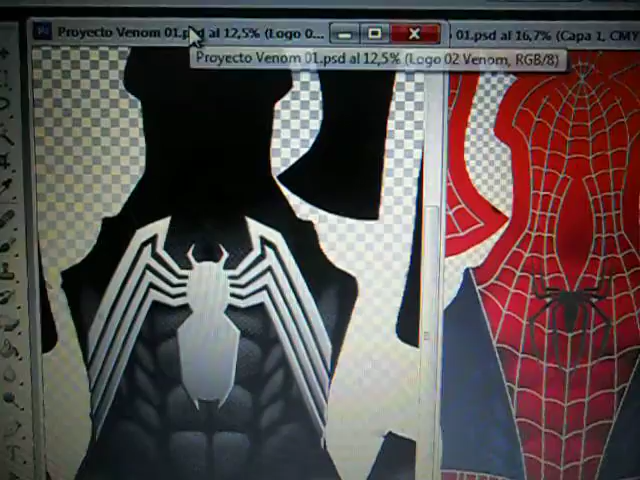 Proyecto Venom 01.psd al 12,5% (Logo 0...
01.psd al 16,7% (Capa 1, CMY
Proyecto Venom 01.psd al 12,5% (Logo 02 Venom, RGB/8)